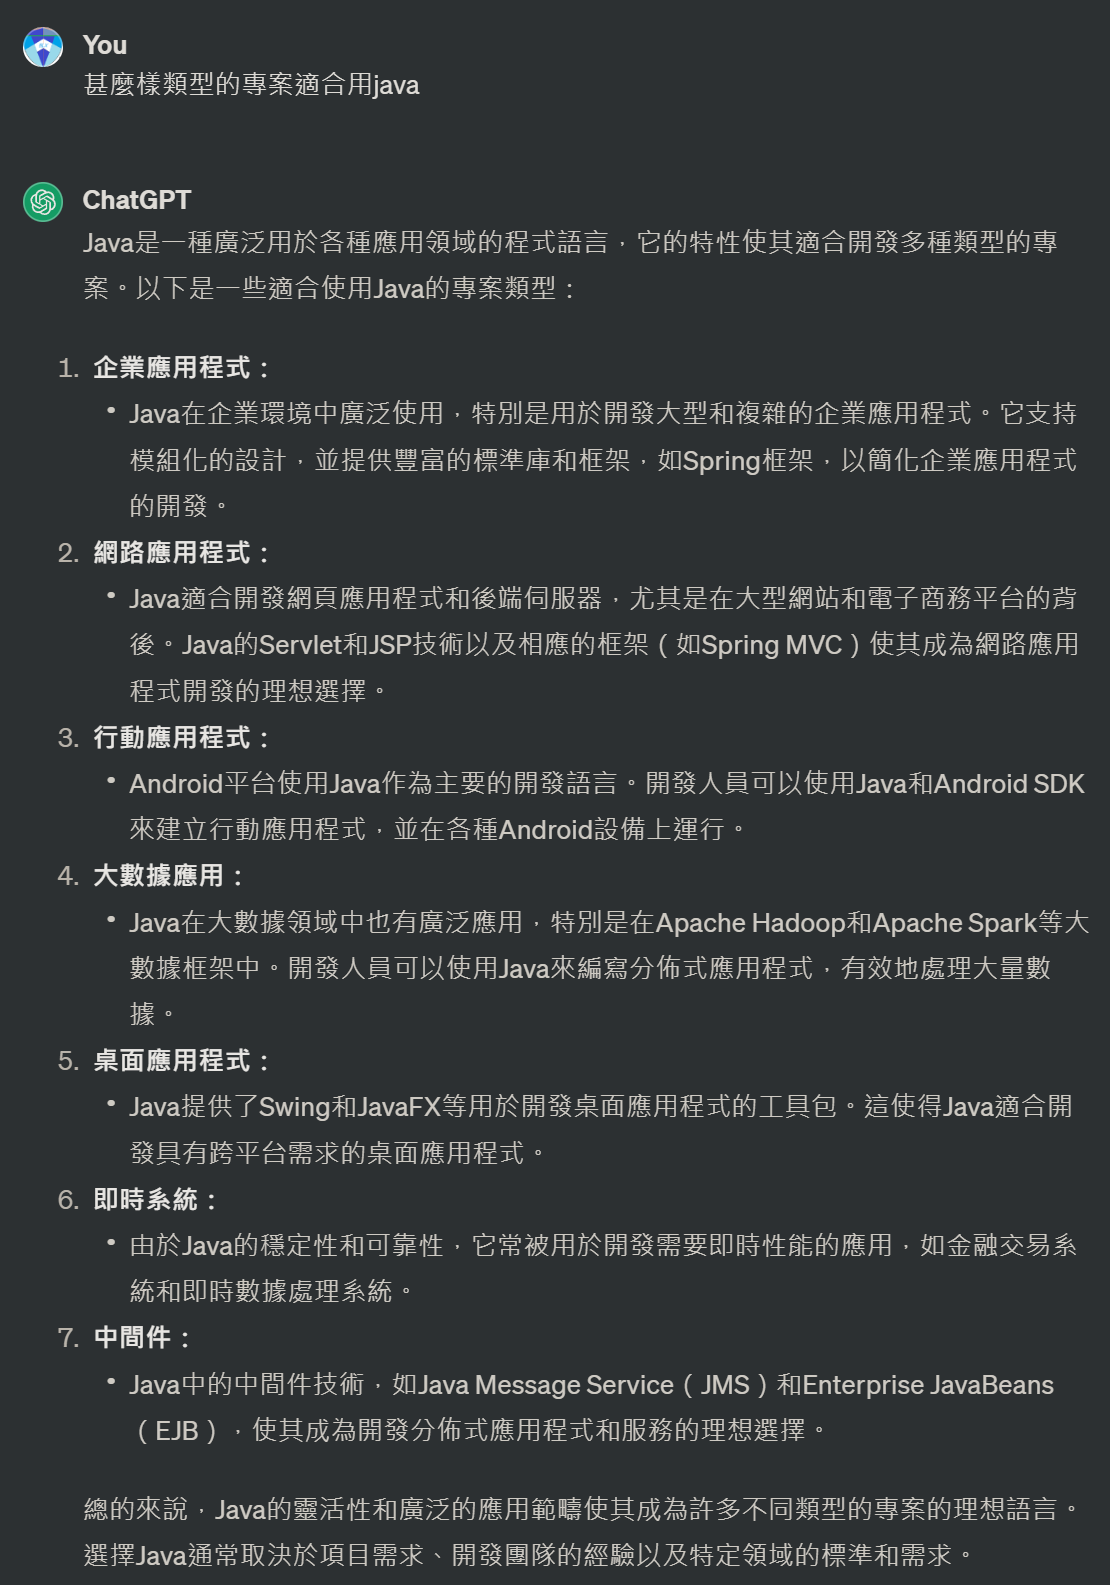 You
甚麼樣類型的專案適合用java
ChatGPT
Java是一種廣泛用於各種應用領域的程式語言，它的特性使其適合開發多種類型的專
案。以下是一些適合使用Java的專案類型：
1. 企業應用程式：
• Java在企業環境中廣泛使用，特別是用於開發大型和複雜的企業應用程式。它支持
模組化的設計，並提供豐富的標準庫和框架，如Spring框架，以簡化企業應用程式
的開發。
2. 網路應用程式：
• Java適合開發網頁應用程式和後端伺服器，尤其是在大型網站和電子商務平台的背
後。Java的Servlet和JSP技術以及相應的框架（如Spring MVC）使其成為網路應用
程式開發的理想選擇。
3. 行動應用程式：
• Android平台使用Java作為主要的開發語言。開發人員可以使用Java和Android SDK
來建立行動應用程式，並在各種Android設備上運行。
4. 大數據應用：
• Java在大數據領域中也有廣泛應用，特別是在Apache Hadoop和Apache Spark等大
數據框架中。開發人員可以使用Java來編寫分佈式應用程式，有效地處理大量數
據。
5. 桌面應用程式：
• Java提供了Swing和JavaFX等用於開發桌面應用程式的工具包。這使得Java適合開
發具有跨平台需求的桌面應用程式。
6. 即時系統：
• 由於Java的穩定性和可靠性，它常被用於開發需要即時性能的應用，如金融交易系
統和即時數據處理系統。
7. 中間件：
• Java中的中間件技術，如Java Message Service（JMS）和Enterprise JavaBeans
（EJB），使其成為開發分佈式應用程式和服務的理想選擇。
總的來說，Java的靈活性和廣泛的應用範疇使其成為許多不同類型的專案的理想語言。
選擇Java通常取決於項目需求、開發團隊的經驗以及特定領域的標準和需求。